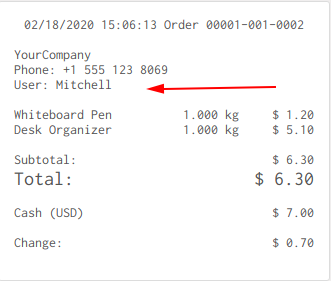 02/18/2020 15:06:13 Order 00001-001-0002
YourCompany
Phone: +1 555 123 8069
User: Mitchell
Whiteboard Pen 1.000 kg $ 1.20
Desk Organizer 1.000 kg $ 5.10
Subtotal: $ 6.30
Total: $ 6.30
Cash (USD) $ 7.00
Change: $ 0.70